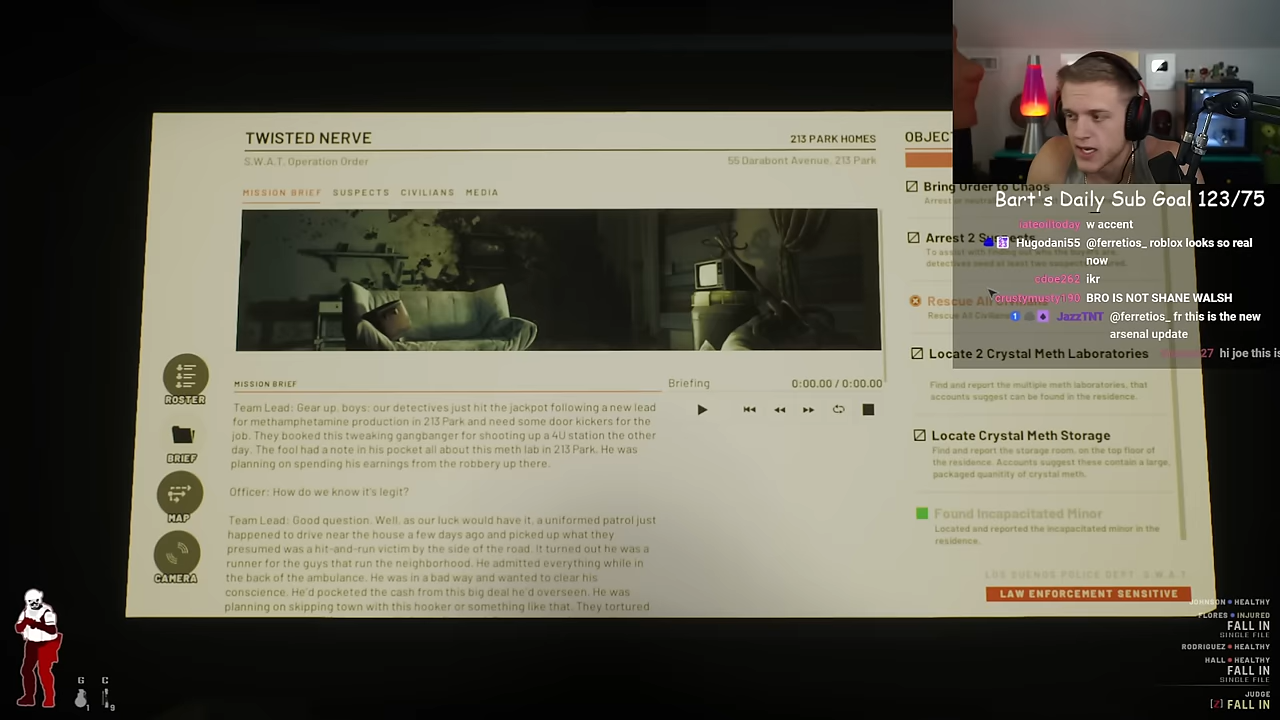 TWISTED NERVE
213 PARK HOMES
S.W.A.T. Operation Order
55 Darabont Avenue, 213 Park
MISSION BRIEF SUSPECTS CIVILIANS MEDIA
MISSION BRIEF
Briefing 0:00.00 / 0:00.00
Team Lead: Gear up, boys: our detectives just hit the jackpot following a new lead
for methamphetamine production in 213 Park and need some door kickers for the
job. They booked this tweaking gangbanger for shooting up a 4U station the other
day. The fool had a note in his pocket all about this meth lab in 213 Park. He was
planning on spending his earnings from the robbery up there.
Officer: How do we know it's legit?
Team Lead: Good question. Well, as our luck would have it, a uniformed patrol just
happened to drive near the house a few days ago and picked up what they
presumed was a hit-and-run victim by the side of the road. It turned out he was a
runner for the guys that run the neighborhood. He admitted everything while in
the back of the ambulance. He was in a bad way and wanted to clear his
conscience. He'd pocketed the cash from this big deal he'd overseen. He was
planning on skipping town with this hooker or something like that. They tortured
ROSTER
BRIEF
MAP
CAMERA
OBJECT
Bring Order to Chaos
Arrest 2 Suspects
Rescue All Civilians
Rescue All Civilians
Locate 2 Crystal Meth Laboratories
Find and report the multiple meth laboratories, that
accounts suggest can be found in the residence.
Locate Crystal Meth Storage
Find and report the storage room, on the top floor of
the residence. Accounts suggest these contain a large,
packaged quanitity of crystal meth.
Found Incapacitated Minor
Located and reported the incapacitated minor in the
residence.
LOS SUENOS POLICE DEPT S.W.A.T.
LAW ENFORCEMENT SENSITIVE
Bart's Daily Sub Goal 123/75
w accent
Hugodani55 @ferretios_ roblox looks so real
now
cdoe262 ikr
crustymusty190 BRO IS NOT SHANE WALSH
JazzTNT @ferretios_ fr this is the new
arsenal update
27 hi joe this is
JOHNSON HEALTHY
FLORES INJURED
FALL IN
SINGLE FILE
RODRIGUEZ HEALTHY
HALL HEALTHY
FALL IN
SINGLE FILE
JUDGE
[Z] FALL IN
G C
1 9